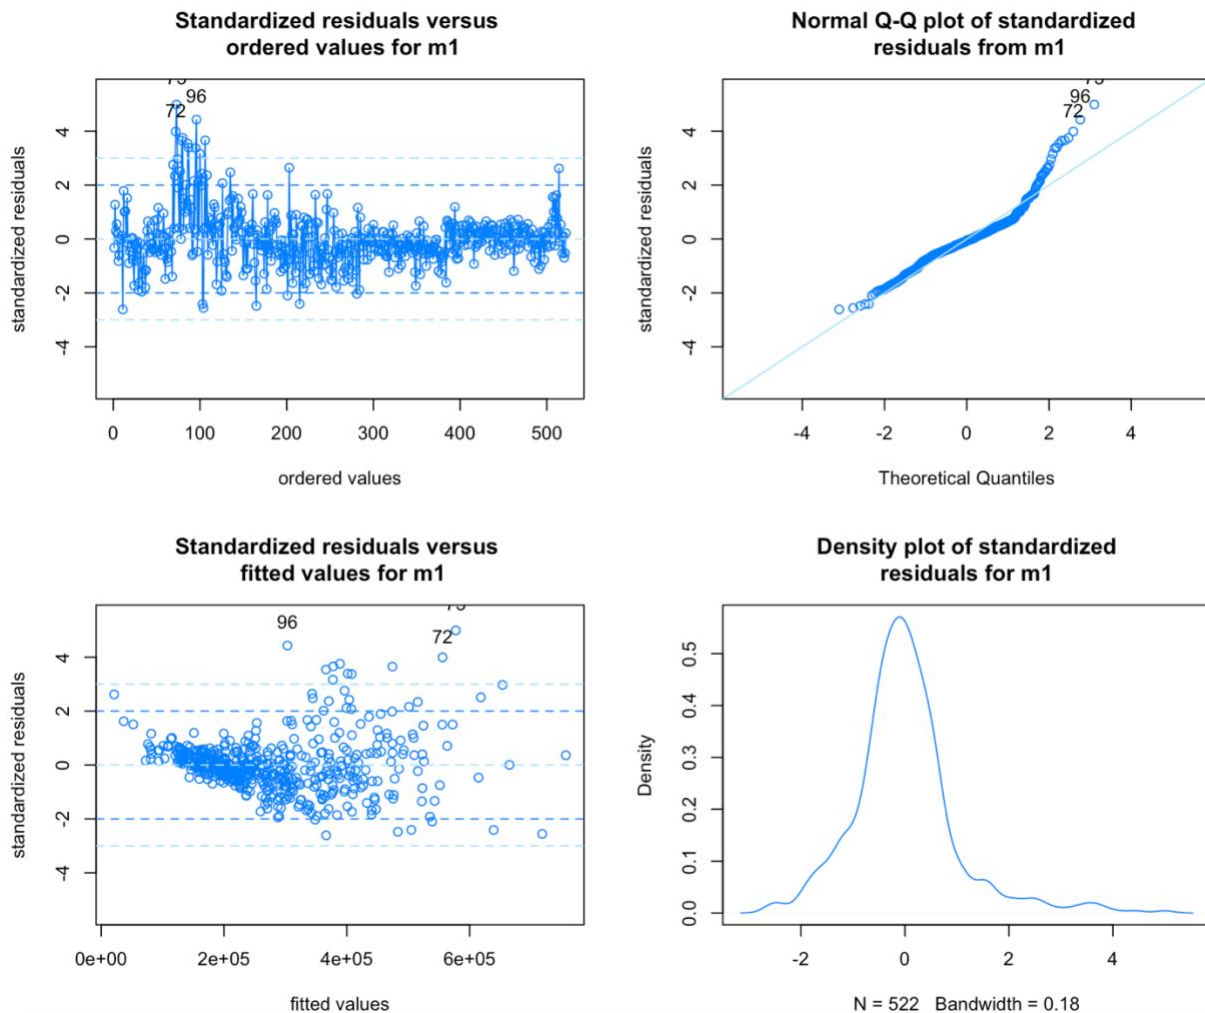 Standardized residuals versus
ordered values for m1
96
72
standardized residuals
4
2
0
-2
-4
0 100 200 300 400 500
ordered values
Normal Q-Q plot of standardized
residuals from m1
96
72
standardized residuals
4
2
0
-2
-4
-4 -2 0 2 4
Theoretical Quantiles
Standardized residuals versus
fitted values for m1
96
72
standardized residuals
4
2
0
-2
-4
0e+00 2e+05 4e+05 6e+05
fitted values
Density plot of standardized
residuals for m1
Density
0.5
0.4
0.3
0.2
0.1
0.0
-2 0 2 4
N = 522 Bandwidth = 0.18